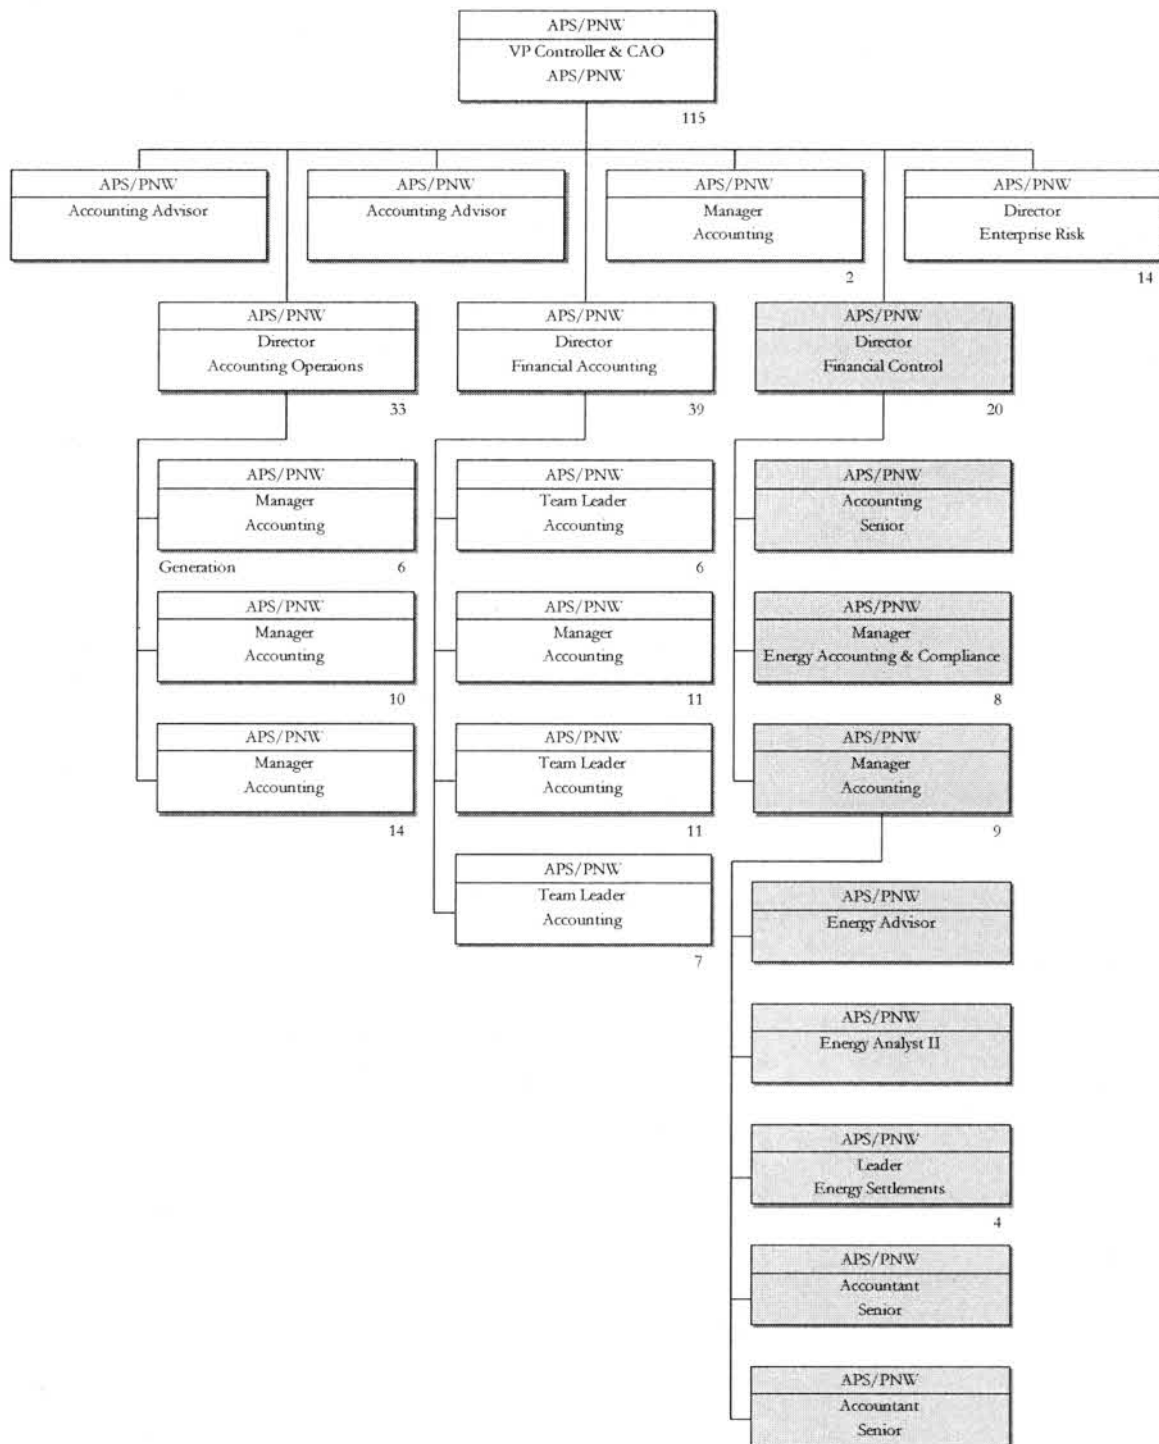 APS/PNW
VP Controller & CAO
APS/PNW
115
APS/PNW
Accounting Advisor
APS/PNW
Accounting Advisor
APS/PNW
Manager
Accounting
2
APS/PNW
Director
Enterprise Risk
14
APS/PNW
Director
Accounting Operaions
33
APS/PNW
Director
Financial Accounting
39
APS/PNW
Director
Financial Control
20
APS/PNW
Manager
Accounting
Generation 6
APS/PNW
Manager
Accounting
10
APS/PNW
Manager
Accounting
14
APS/PNW
Team Leader
Accounting
6
APS/PNW
Manager
Accounting
11
APS/PNW
Team Leader
Accounting
11
APS/PNW
Team Leader
Accounting
7
APS/PNW
Accounting
Senior
APS/PNW
Manager
Energy Accounting & Compliance
8
APS/PNW
Manager
Accounting
9
APS/PNW
Energy Advisor
APS/PNW
Energy Analyst II
APS/PNW
Leader
Energy Settlements
4
APS/PNW
Accountant
Senior
APS/PNW
Accountant
Senior